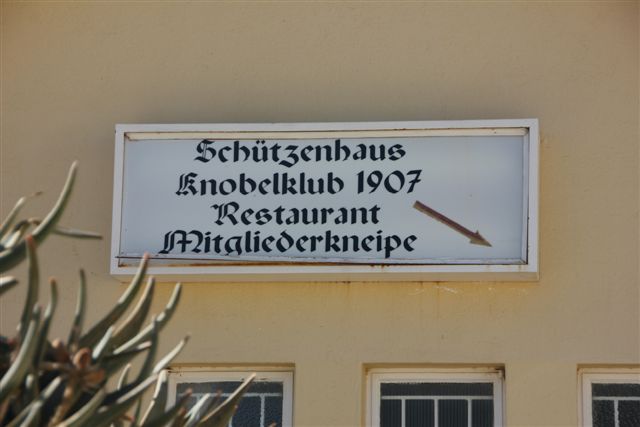 Schützenhaus
Knobelklub 1907
Restaurant
Mitgliederkneipe